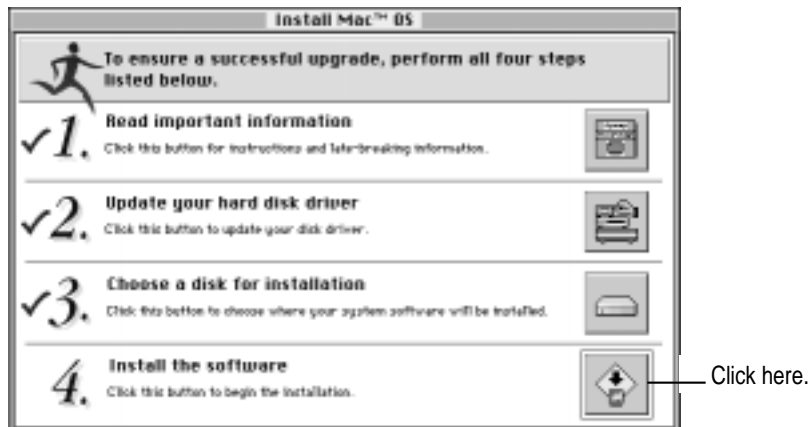 Install Mac™ OS
To ensure a successful upgrade, perform all four steps
listed below.
1. Read important information
Click this button for instructions and late-breaking information.
2. Update your hard disk driver
Click this button to update your disk driver.
3. Choose a disk for installation
Click this button to choose where your system software will be installed.
4. Install the software
Click this button to begin the installation.
Click here.